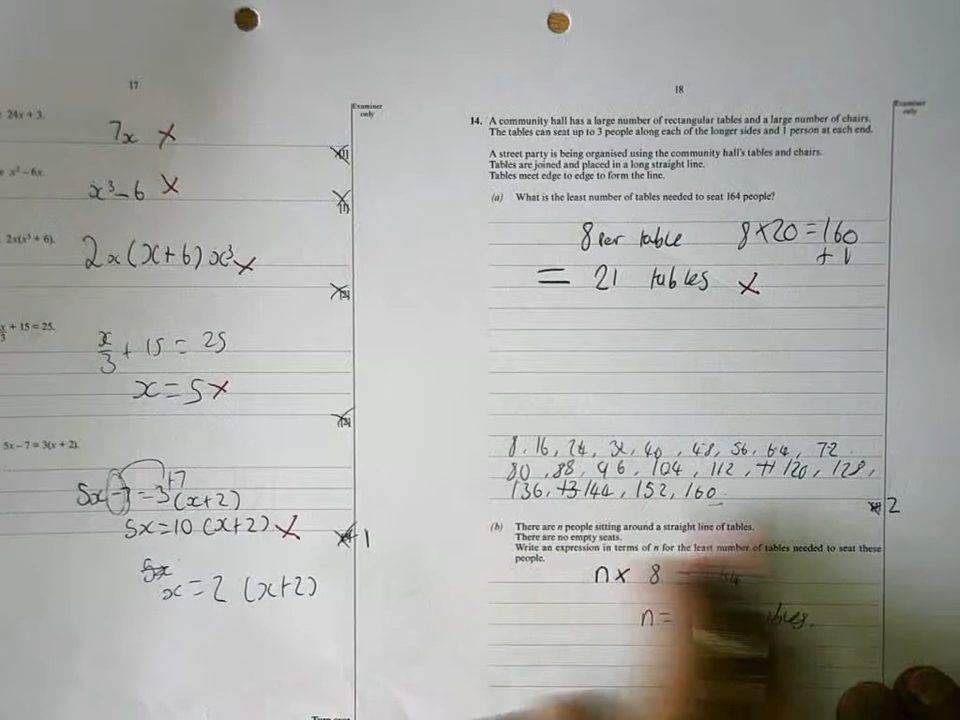 17
Examiner
only
24x + 3.
7x
x² – 6x.
x³ – 6
2x(x³ + 6).
2x(x+6) x³
x/3 + 15 = 25.
x/3 + 15 = 25
x = 5
5x – 7 = 3(x + 2).
+7
5x – 7 = 3(x+2)
5x = 10 (x+2)
1
5x
x = 2 (x+2)
18
Examiner
only
14. A community hall has a large number of rectangular tables and a large number of chairs.
The tables can seat up to 3 people along each of the longer sides and 1 person at each end.
A street party is being organised using the community hall's tables and chairs.
Tables are joined and placed in a long straight line.
Tables meet edge to edge to form the line.
(a) What is the least number of tables needed to seat 164 people?
8 per table 8×20=160
+ 1
= 21 tables
8, 16, 24, 32, 40, 48, 56, 64, 72
80, 88, 96, 104, 112, 120, 128,
136, 144, 152, 160
2
(b) There are n people sitting around a straight line of tables.
There are no empty seats.
Write an expression in terms of n for the least number of tables needed to seat these
people.
n × 8
n =